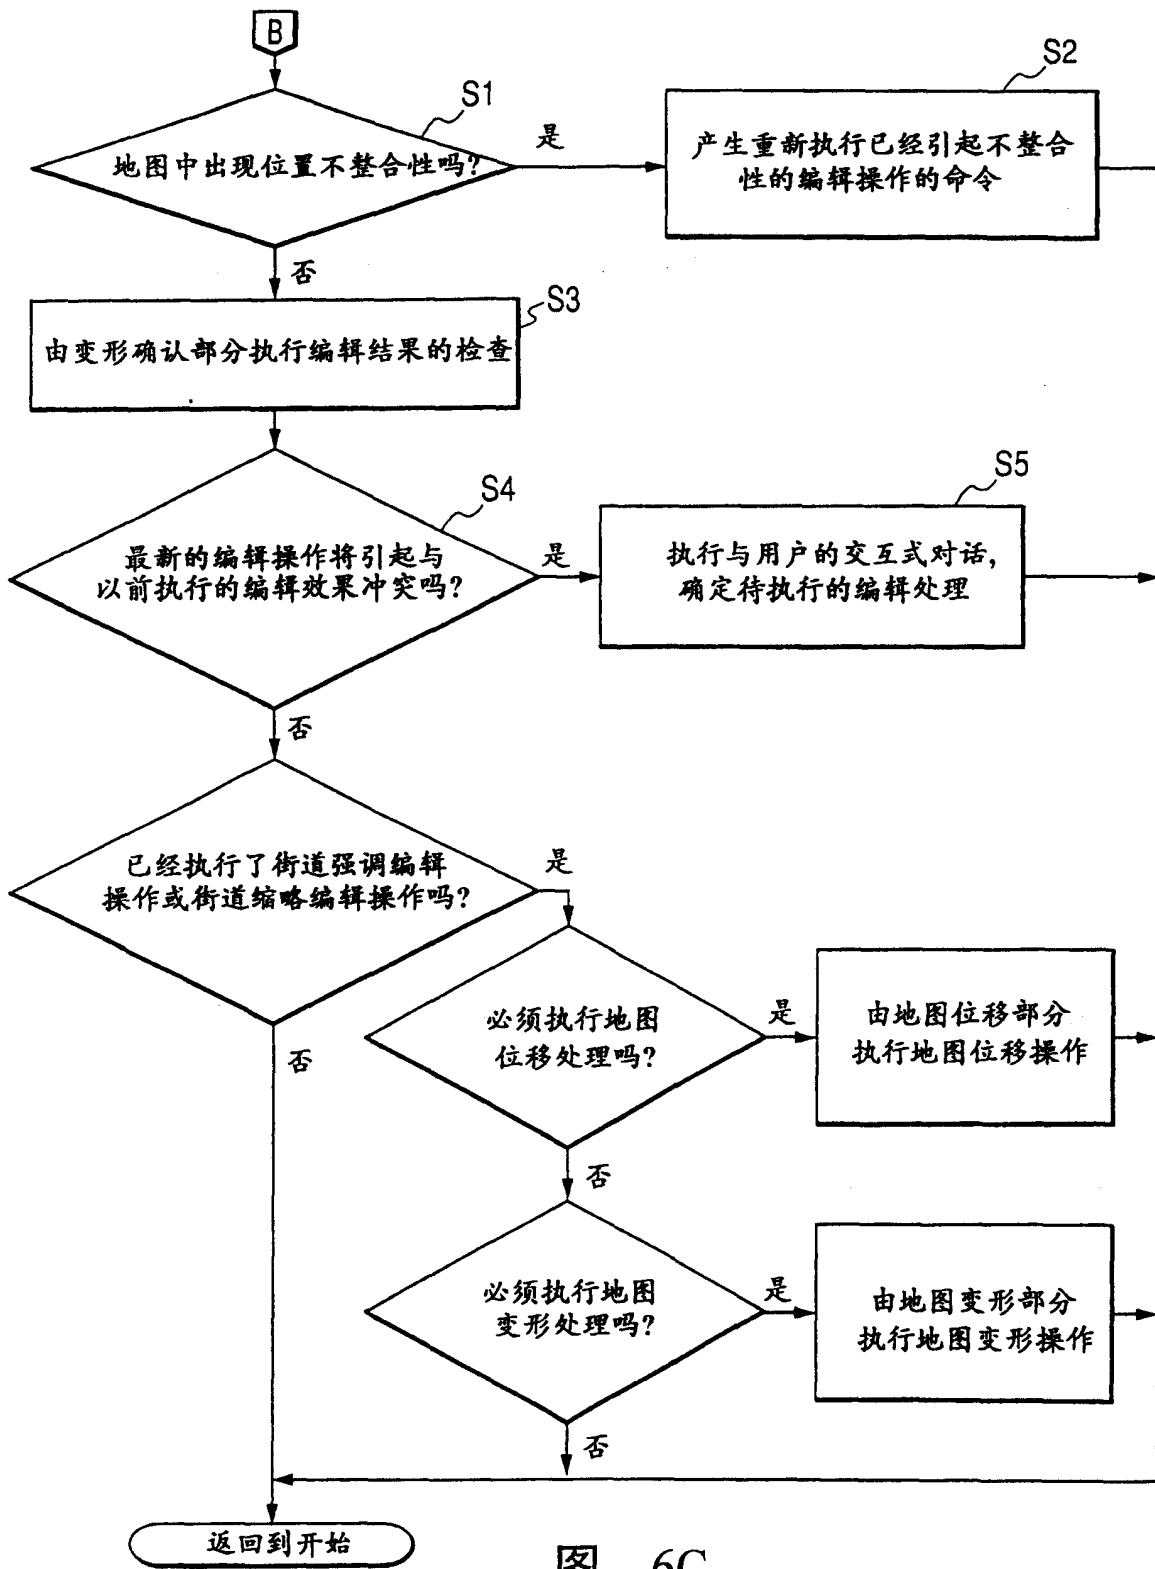 B
S1
地图中出现位置不整合性吗?
是
S2
产生重新执行已经引起不整合
性的编辑操作的命令
否
S3
由变形确认部分执行编辑结果的检查
S4
最新的编辑操作将引起与
以前执行的编辑效果冲突吗?
是
S5
执行与用户的交互式对话,
确定待执行的编辑处理
否
已经执行了街道强调编辑
操作或街道缩略编辑操作吗?
是
否
必须执行地图
位移处理吗?
是
由地图位移部分
执行地图位移操作
否
必须执行地图
变形处理吗?
是
由地图变形部分
执行地图变形操作
否
返回到开始
图 6C